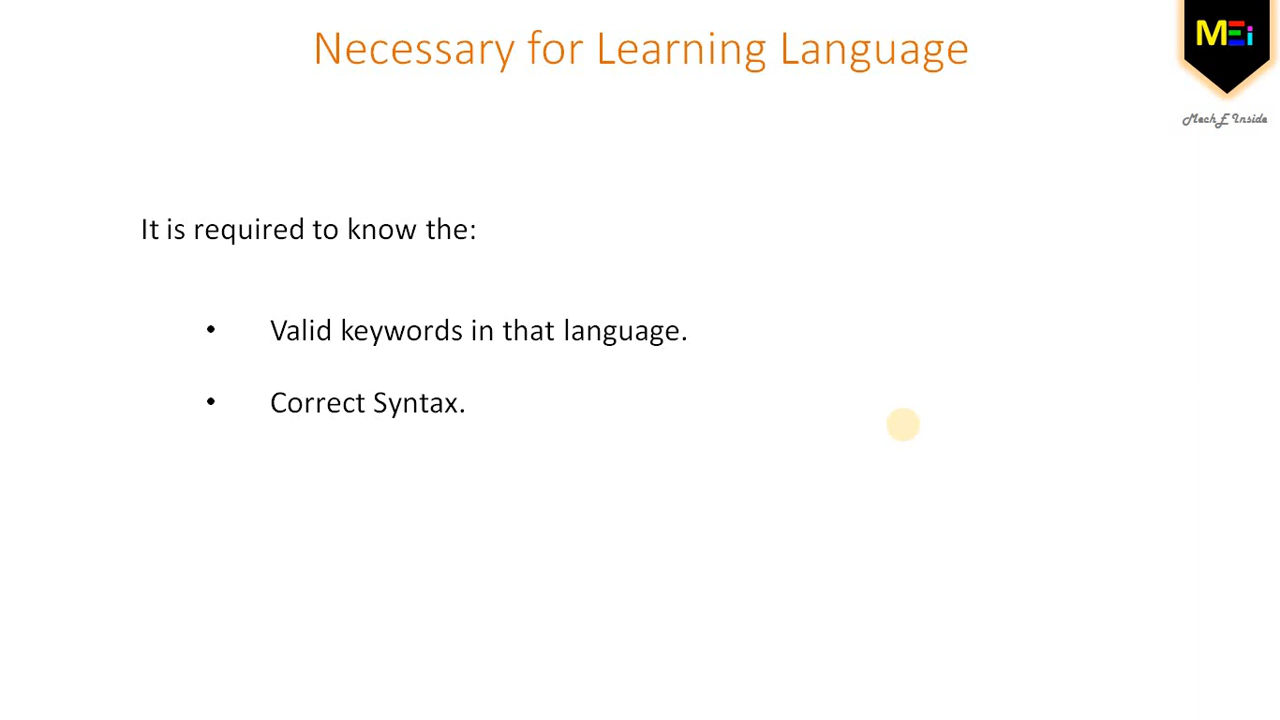 Necessary for Learning Language
MEi
Mech E Inside
It is required to know the:
• Valid keywords in that language.
• Correct Syntax.